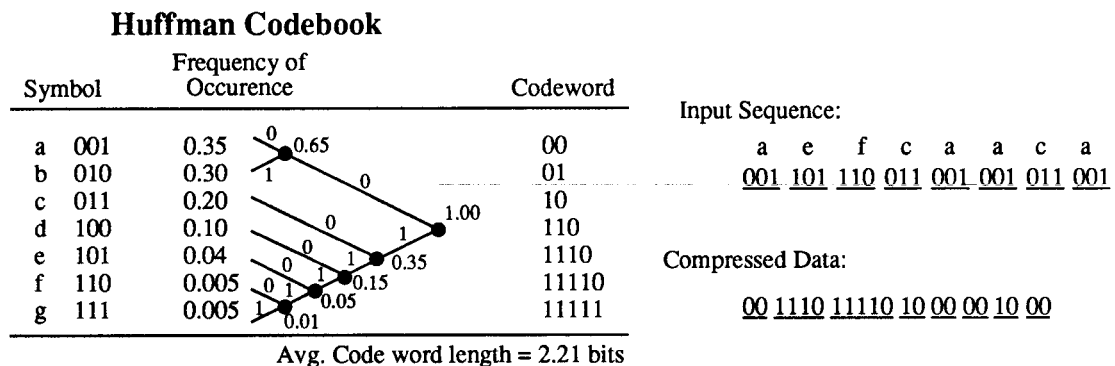 Huffman Codebook
Symbol Frequency of Occurence Codeword
a 001 0.35 00
b 010 0.30 01
c 011 0.20 10
d 100 0.10 110
e 101 0.04 1110
f 110 0.005 11110
g 111 0.005 11111
0 0.65
1
0
0 1.00
0 1
0 1 0.35
0 1 1 0.15
1 0.05
0.01
Avg. Code word length = 2.21 bits
Input Sequence:
a e f c a a c a
001 101 110 011 001 001 011 001
Compressed Data:
00 1110 11110 10 00 00 10 00